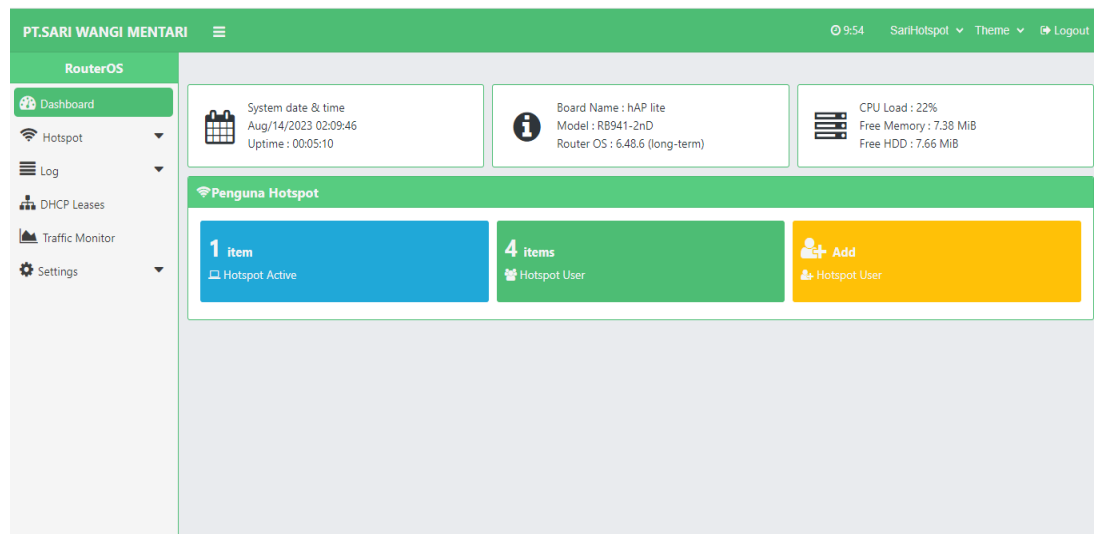 PT.SARI WANGI MENTARI
9:54 SariHotspot Theme Logout
RouterOS
Dashboard
Hotspot
Log
DHCP Leases
Traffic Monitor
Settings
System date & time
Aug/14/2023 02:09:46
Uptime : 00:05:10
Board Name : hAP lite
Model : RB941-2nD
Router OS : 6.48.6 (long-term)
CPU Load : 22%
Free Memory : 7.38 MiB
Free HDD : 7.66 MiB
Penguna Hotspot
1 item
Hotspot Active
4 items
Hotspot User
Add
Hotspot User